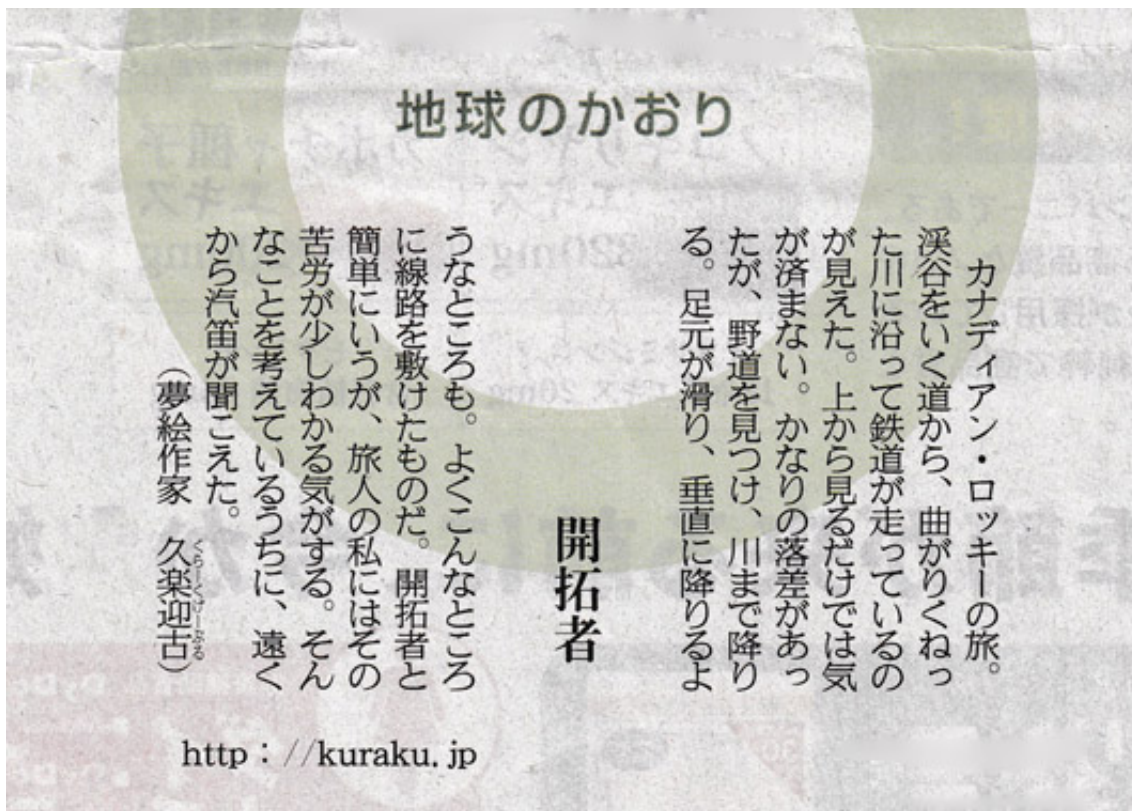 地球のかおり
開拓者
カナディアン・ロッキーの旅。
渓谷をいく道から、曲がりくねっ
た川に沿って鉄道が走っているの
が見えた。上から見るだけでは気
が済まない。かなりの落差があっ
たが、野道を見つけ、川まで降り
る。足元が滑り、垂直に降りるよ
うなところも。よくこんなところ
に線路を敷けたものだ。開拓者と
簡単にいうが、旅人の私にはその
苦労が少しわかる気がする。そん
なことを考えているうちに、遠く
から汽笛が聞こえた。
（夢絵作家　久楽迎古）
くらーくげーぶる
http：//kuraku.jp